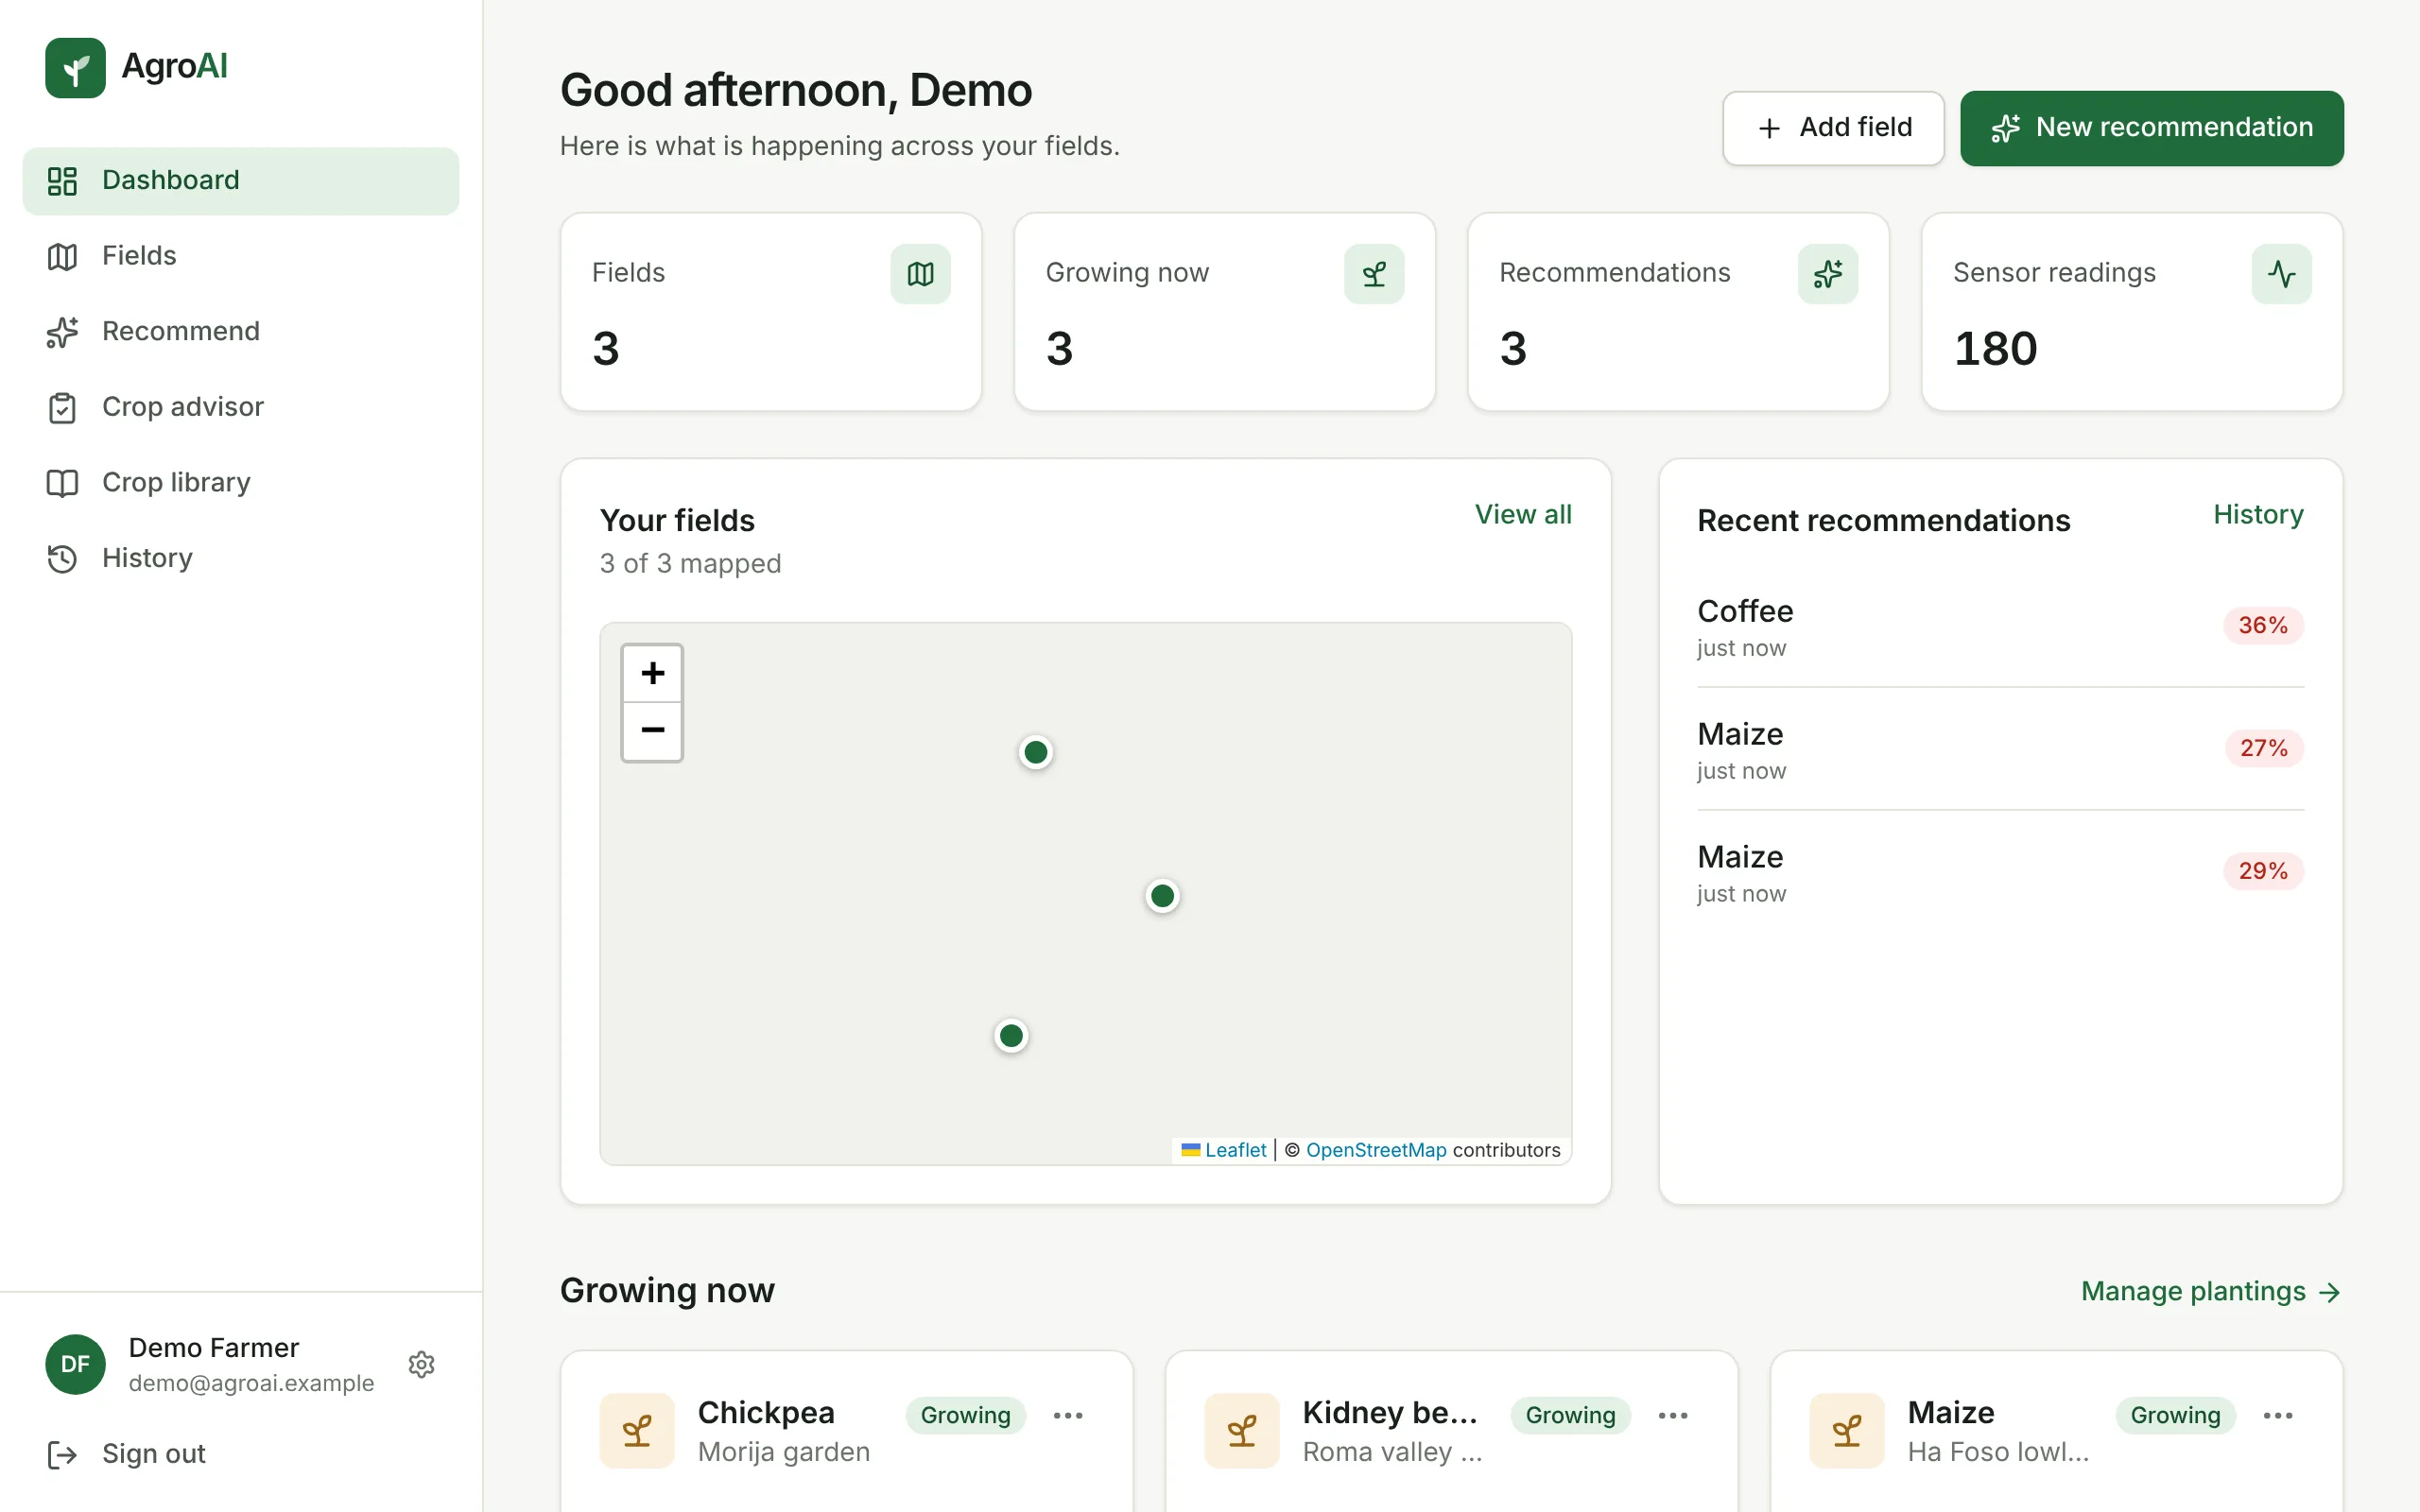 AgroAI
Dashboard
Fields
Recommend
Crop advisor
Crop library
History
DF
Demo Farmer
demo@agroai.example
Sign out
Good afternoon, Demo
Here is what is happening across your fields.
+ Add field
New recommendation
Fields
3
Growing now
3
Recommendations
3
Sensor readings
180
Your fields
View all
3 of 3 mapped
+
−
Leaflet | © OpenStreetMap contributors
Recent recommendations
History
Coffee
just now
36%
Maize
just now
27%
Maize
just now
29%
Growing now
Manage plantings →
Chickpea
Growing
Morija garden
Kidney be...
Growing
Roma valley ...
Maize
Growing
Ha Foso lowl...